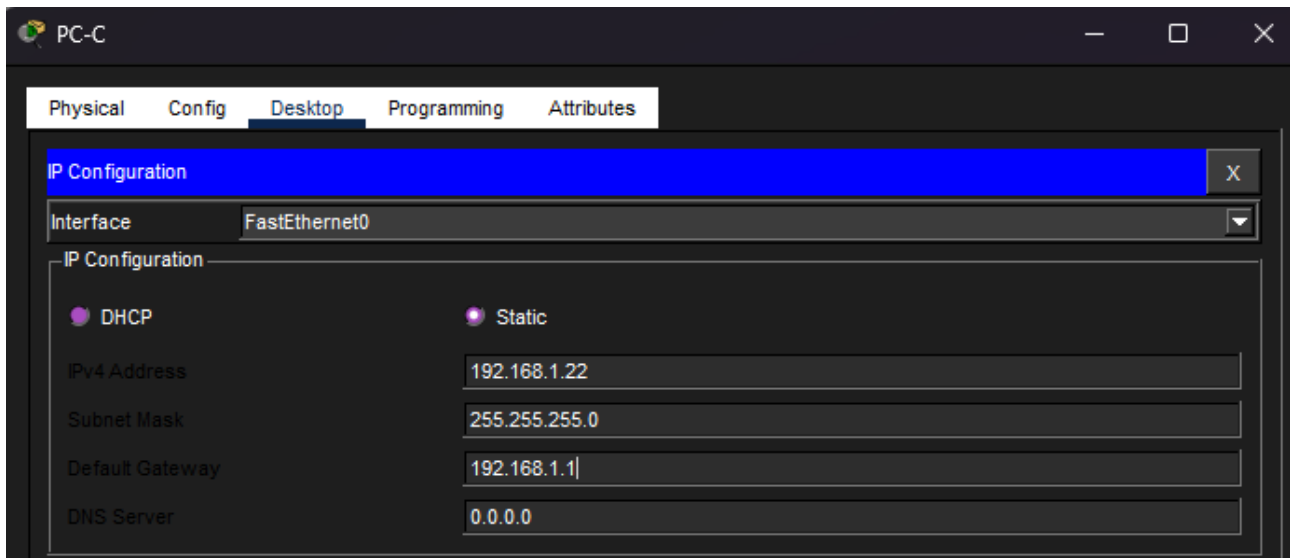 PC-C
Physical Config Desktop Programming Attributes
IP Configuration X
Interface FastEthernet0
IP Configuration
DHCP Static
IPv4 Address 192.168.1.22
Subnet Mask 255.255.255.0
Default Gateway 192.168.1.1
DNS Server 0.0.0.0